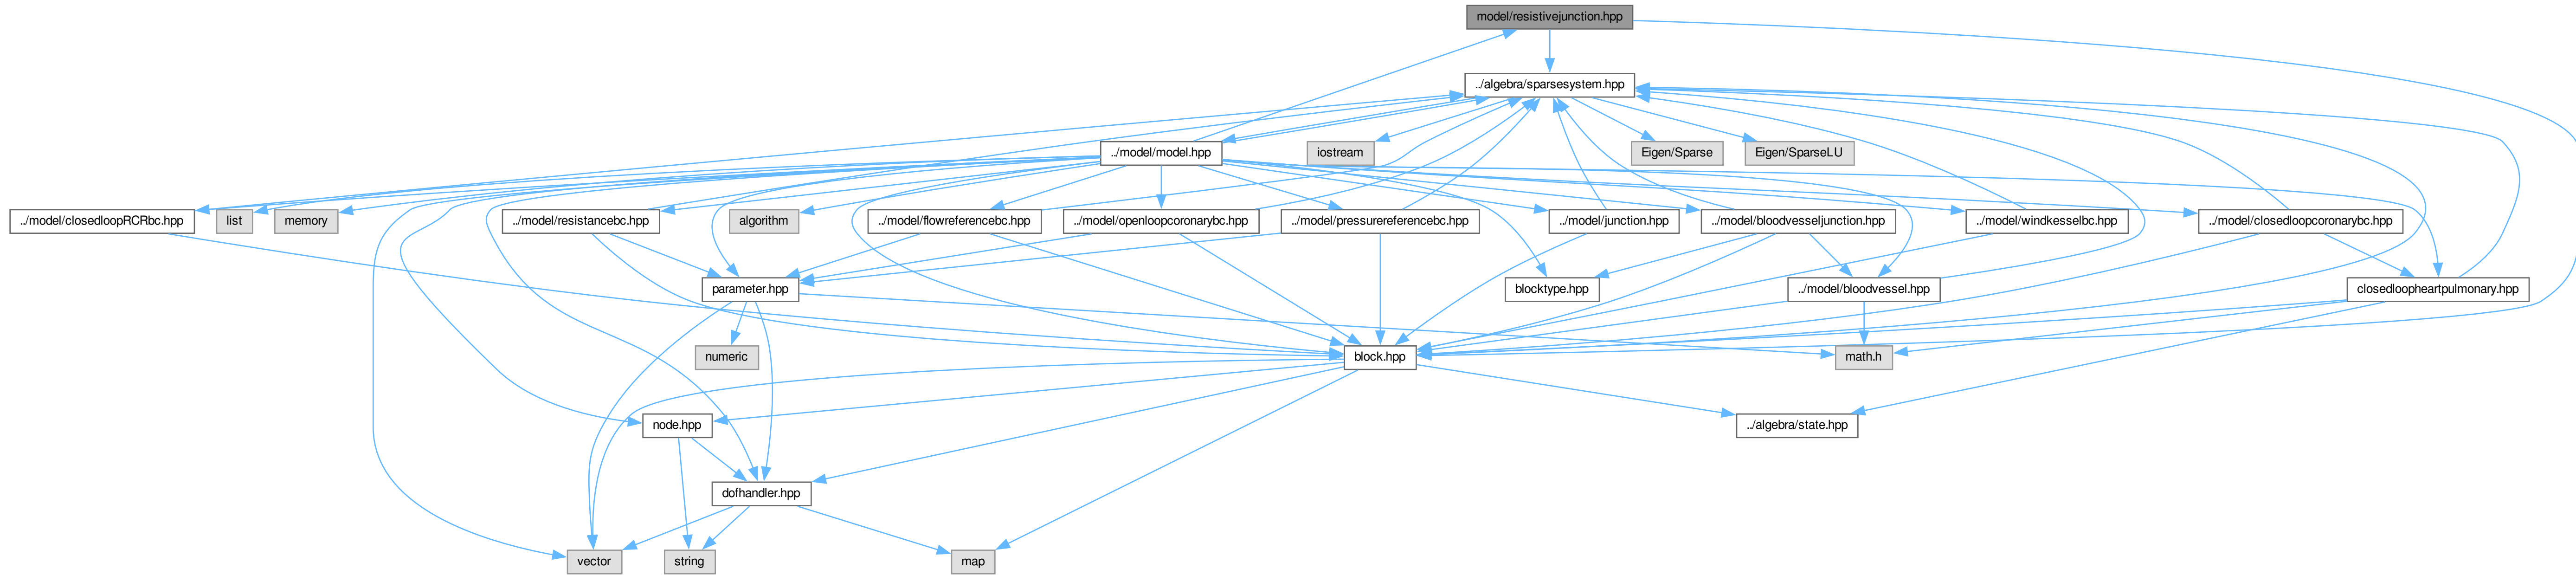 model/resistivejunction.hpp
../algebra/sparsesystem.hpp
../model/model.hpp
iostream
Eigen/Sparse
Eigen/SparseLU
../model/closedloopRCRbc.hpp
list
memory
../model/resistancebc.hpp
algorithm
../model/flowreferencebc.hpp
../model/openloopcoronarybc.hpp
../model/pressurereferencebc.hpp
../model/junction.hpp
../model/bloodvesseljunction.hpp
../model/windkesselbc.hpp
../model/closedloopcoronarybc.hpp
parameter.hpp
blocktype.hpp
../model/bloodvessel.hpp
closedloopheartpulmonary.hpp
numeric
block.hpp
math.h
node.hpp
../algebra/state.hpp
dofhandler.hpp
vector
string
map